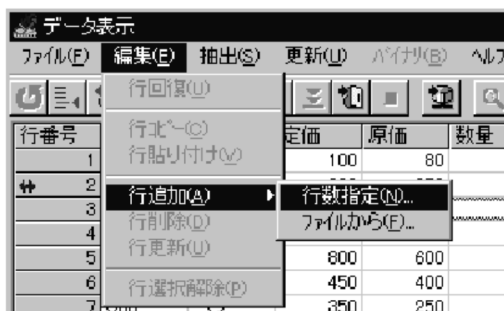 データ表示
ファイル(F) 編集(E) 抽出(S) 更新(U) バイナリ(B)
行回復(U)
行コピー(C)
行貼り付け(V)
行追加(A)
行削除(D)
行更新(U)
行選択解除(P)
行数指定(N)...
ファイルから(F)...
行番号 定価 原価 数量
1 100 80
2
3
4
5 800 600
6 450 400
7 350 250